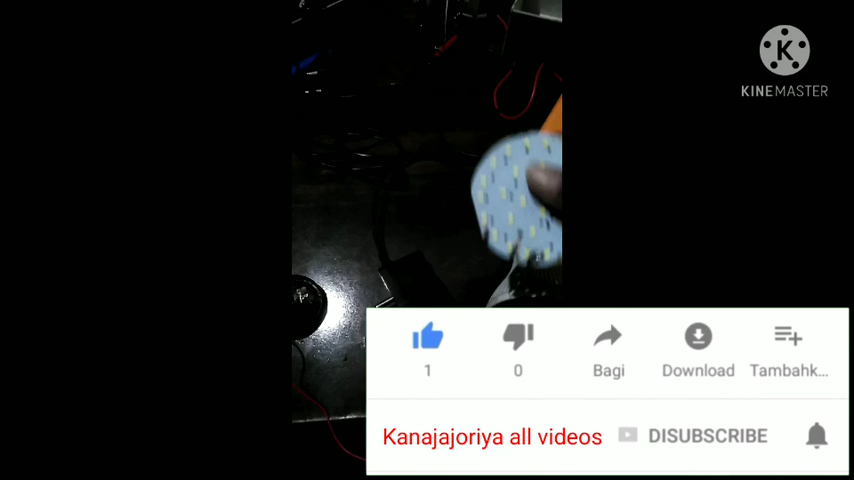 K
KINEMASTER
1
0
Bagi
Download
Tambahk...
Kanajajoriya all videos
DISUBSCRIBE